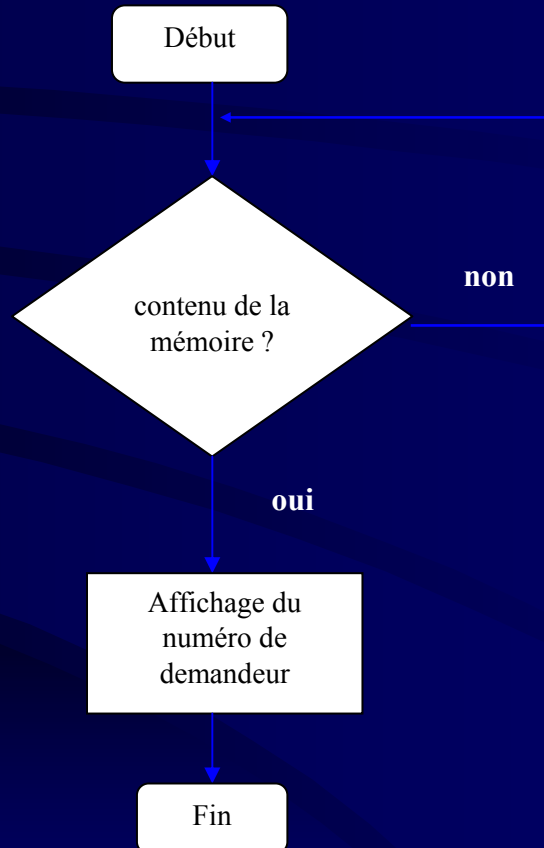 Début
contenu de la
mémoire ?
non
oui
Affichage du
numéro de
demandeur
Fin